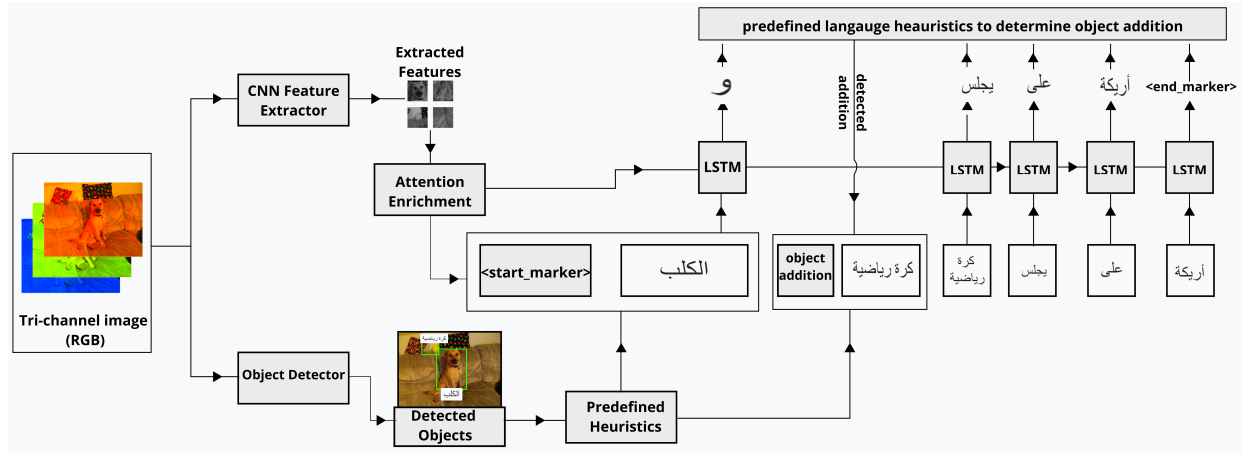 predefined langauge heauristics to determine object addition
Extracted
Features
CNN Feature
Extractor
و
detected
addition
يجلس
على
أريكة
<end_marker>
Attention
Enrichment
LSTM
LSTM
LSTM
LSTM
LSTM
<start_marker>
الكلب
object
addition
كرة رياضية
كرة
رياضية
يجلس
على
أريكة
Tri-channel image
(RGB)
Object Detector
كرة رياضية
الكلب
Detected
Objects
Predefined
Heuristics